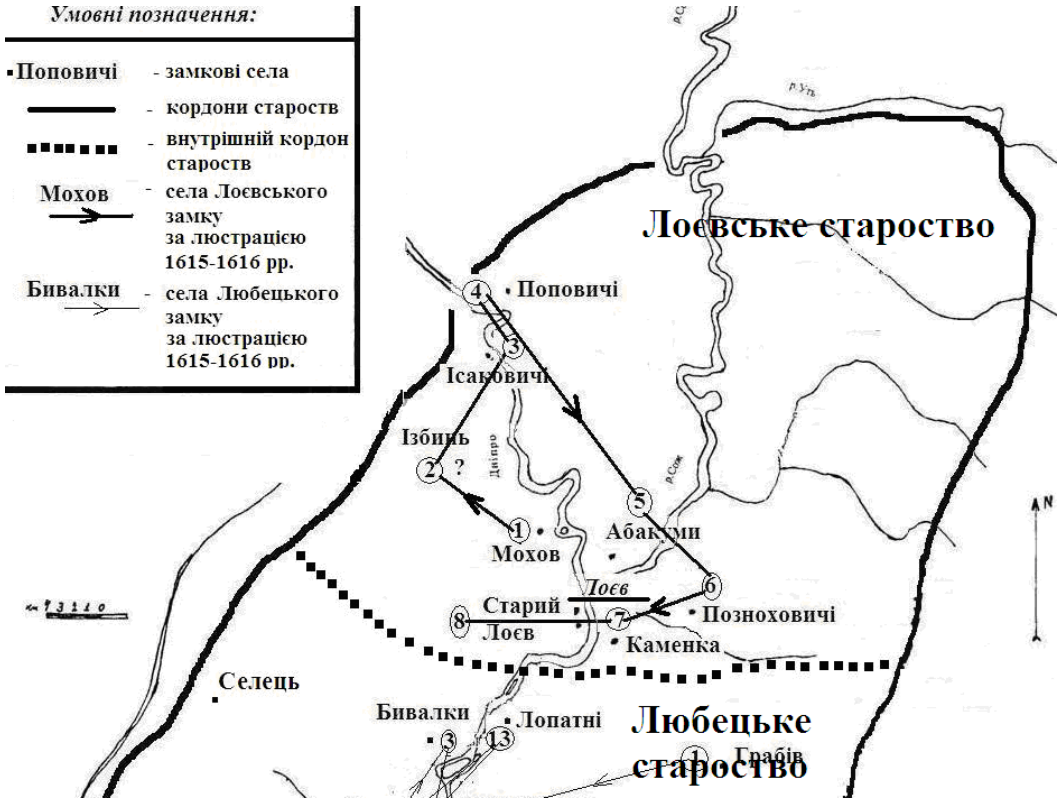 Умовні позначення:
Поповичі - замкові села
- кордони староств
- внутрішній кордон
староств
Мохов - села Лоєвського
замку
за люстрацією
1615-1616 рр.
Бивалки - села Любецького
замку
за люстрацією
1615-1616 рр.
р.Уть
Лоєвське староство
4 Поповичі
3
Ісаковичі
Ізбинь
2 ?
Дніпро
р.Сож
5
1
Мохов
Абакуми
N
6
Лоєв
Старий
Лоєв
8
7
Позноховичі
Каменка
Селець
Бивалки
3
Лопатні
13
Любецьке
староство
1 Грабів